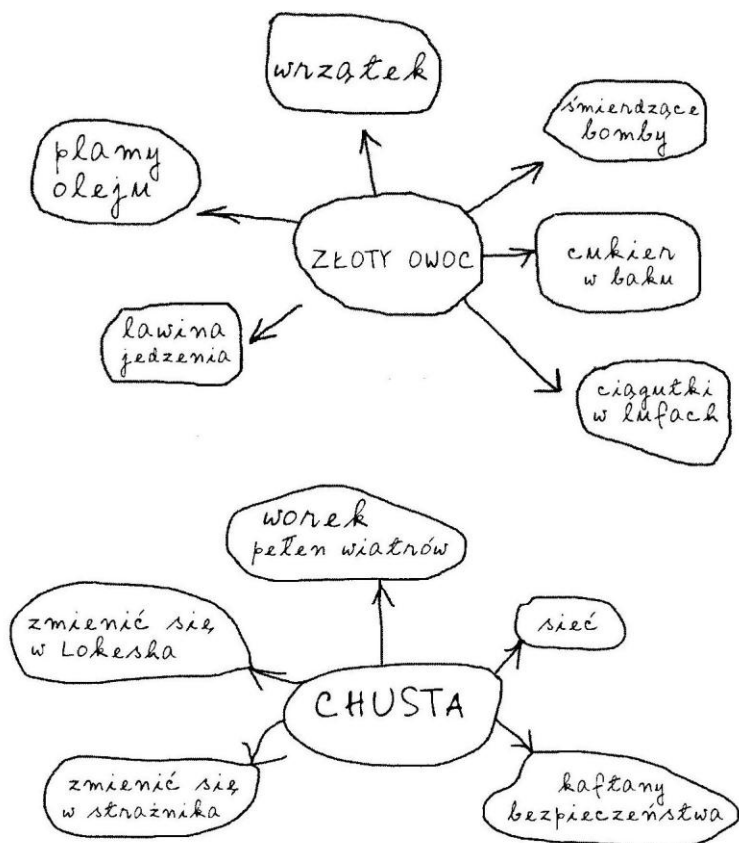 wrzątek
śmierdzące
bomby
plamy
oleju
ZŁOTY OWOC
cukier
w baku
ławina
jedzenia
ciągutki
w lufach
worek
pełen wiatrów
zmienić się
w Lokesha
sieć
CHUSTA
zmienić się
w strażnika
kaftany
bezpieczeństwa